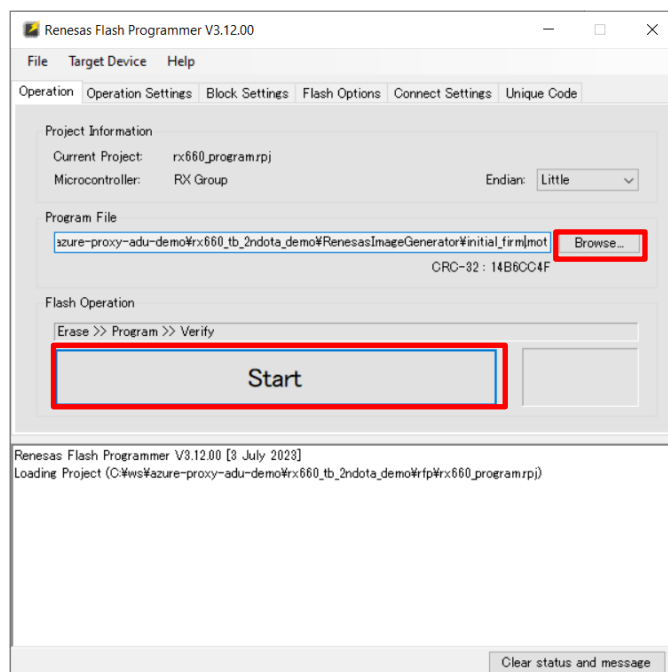 Renesas Flash Programmer V3.12.00
File Target Device Help
Operation Operation Settings Block Settings Flash Options Connect Settings Unique Code
Project Information
Current Project: rx660_program.rpj
Microcontroller: RX Group Endian: Little
Program File
azure-proxy-adu-demo¥rx660_tb_2ndota_demo¥RenesasImageGenerator¥initial_firm.mot Browse...
CRC-32 : 14B6CC4F
Flash Operation
Erase >> Program >> Verify
Start
Renesas Flash Programmer V3.12.00 [3 July 2023]
Loading Project (C:¥ws¥azure-proxy-adu-demo¥rx660_tb_2ndota_demo¥rfp¥rx660_program.rpj)
Clear status and message